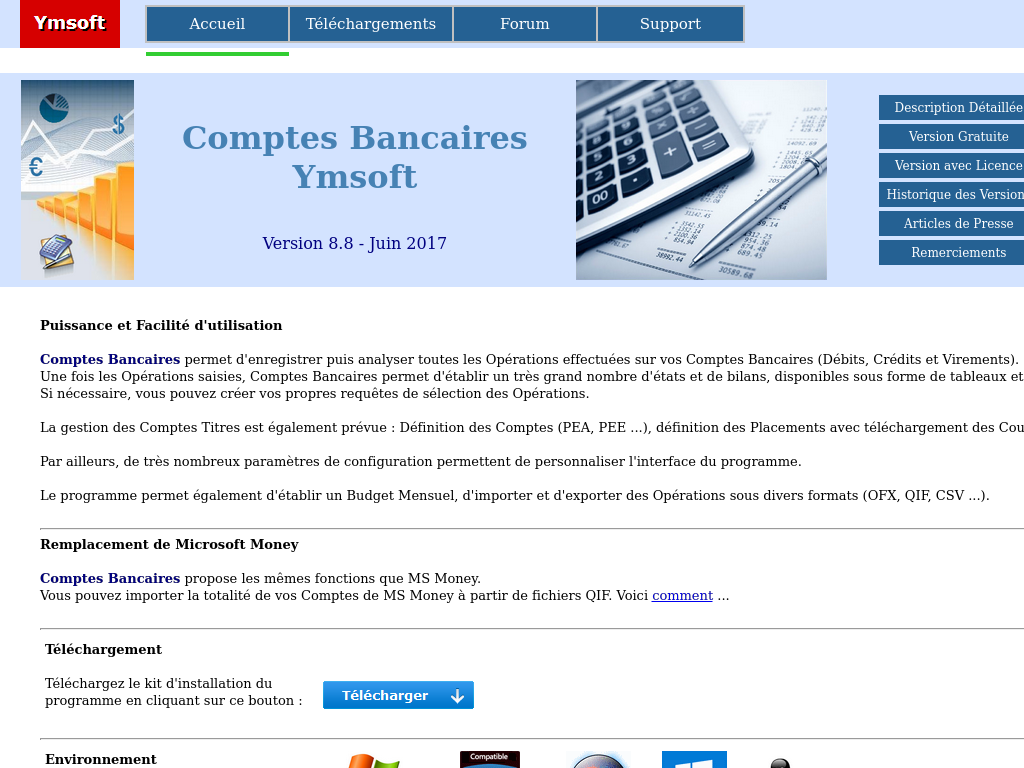 Ymsoft
Accueil
Téléchargements
Forum
Support
Comptes Bancaires
Ymsoft
Version 8.8 - Juin 2017
Description Détaillée
Version Gratuite
Version avec Licence
Historique des Version
Articles de Presse
Remerciements
Puissance et Facilité d'utilisation
Comptes Bancaires permet d'enregistrer puis analyser toutes les Opérations effectuées sur vos Comptes Bancaires (Débits, Crédits et Virements).
Une fois les Opérations saisies, Comptes Bancaires permet d'établir un très grand nombre d'états et de bilans, disponibles sous forme de tableaux et
Si nécessaire, vous pouvez créer vos propres requêtes de sélection des Opérations.
La gestion des Comptes Titres est également prévue : Définition des Comptes (PEA, PEE ...), définition des Placements avec téléchargement des Cou
Par ailleurs, de très nombreux paramètres de configuration permettent de personnaliser l'interface du programme.
Le programme permet également d'établir un Budget Mensuel, d'importer et d'exporter des Opérations sous divers formats (OFX, QIF, CSV ...).
Remplacement de Microsoft Money
Comptes Bancaires propose les mêmes fonctions que MS Money.
Vous pouvez importer la totalité de vos Comptes de MS Money à partir de fichiers QIF. Voici comment ...
Téléchargement
Téléchargez le kit d'installation du
programme en cliquant sur ce bouton :
Télécharger
Environnement
Compatible